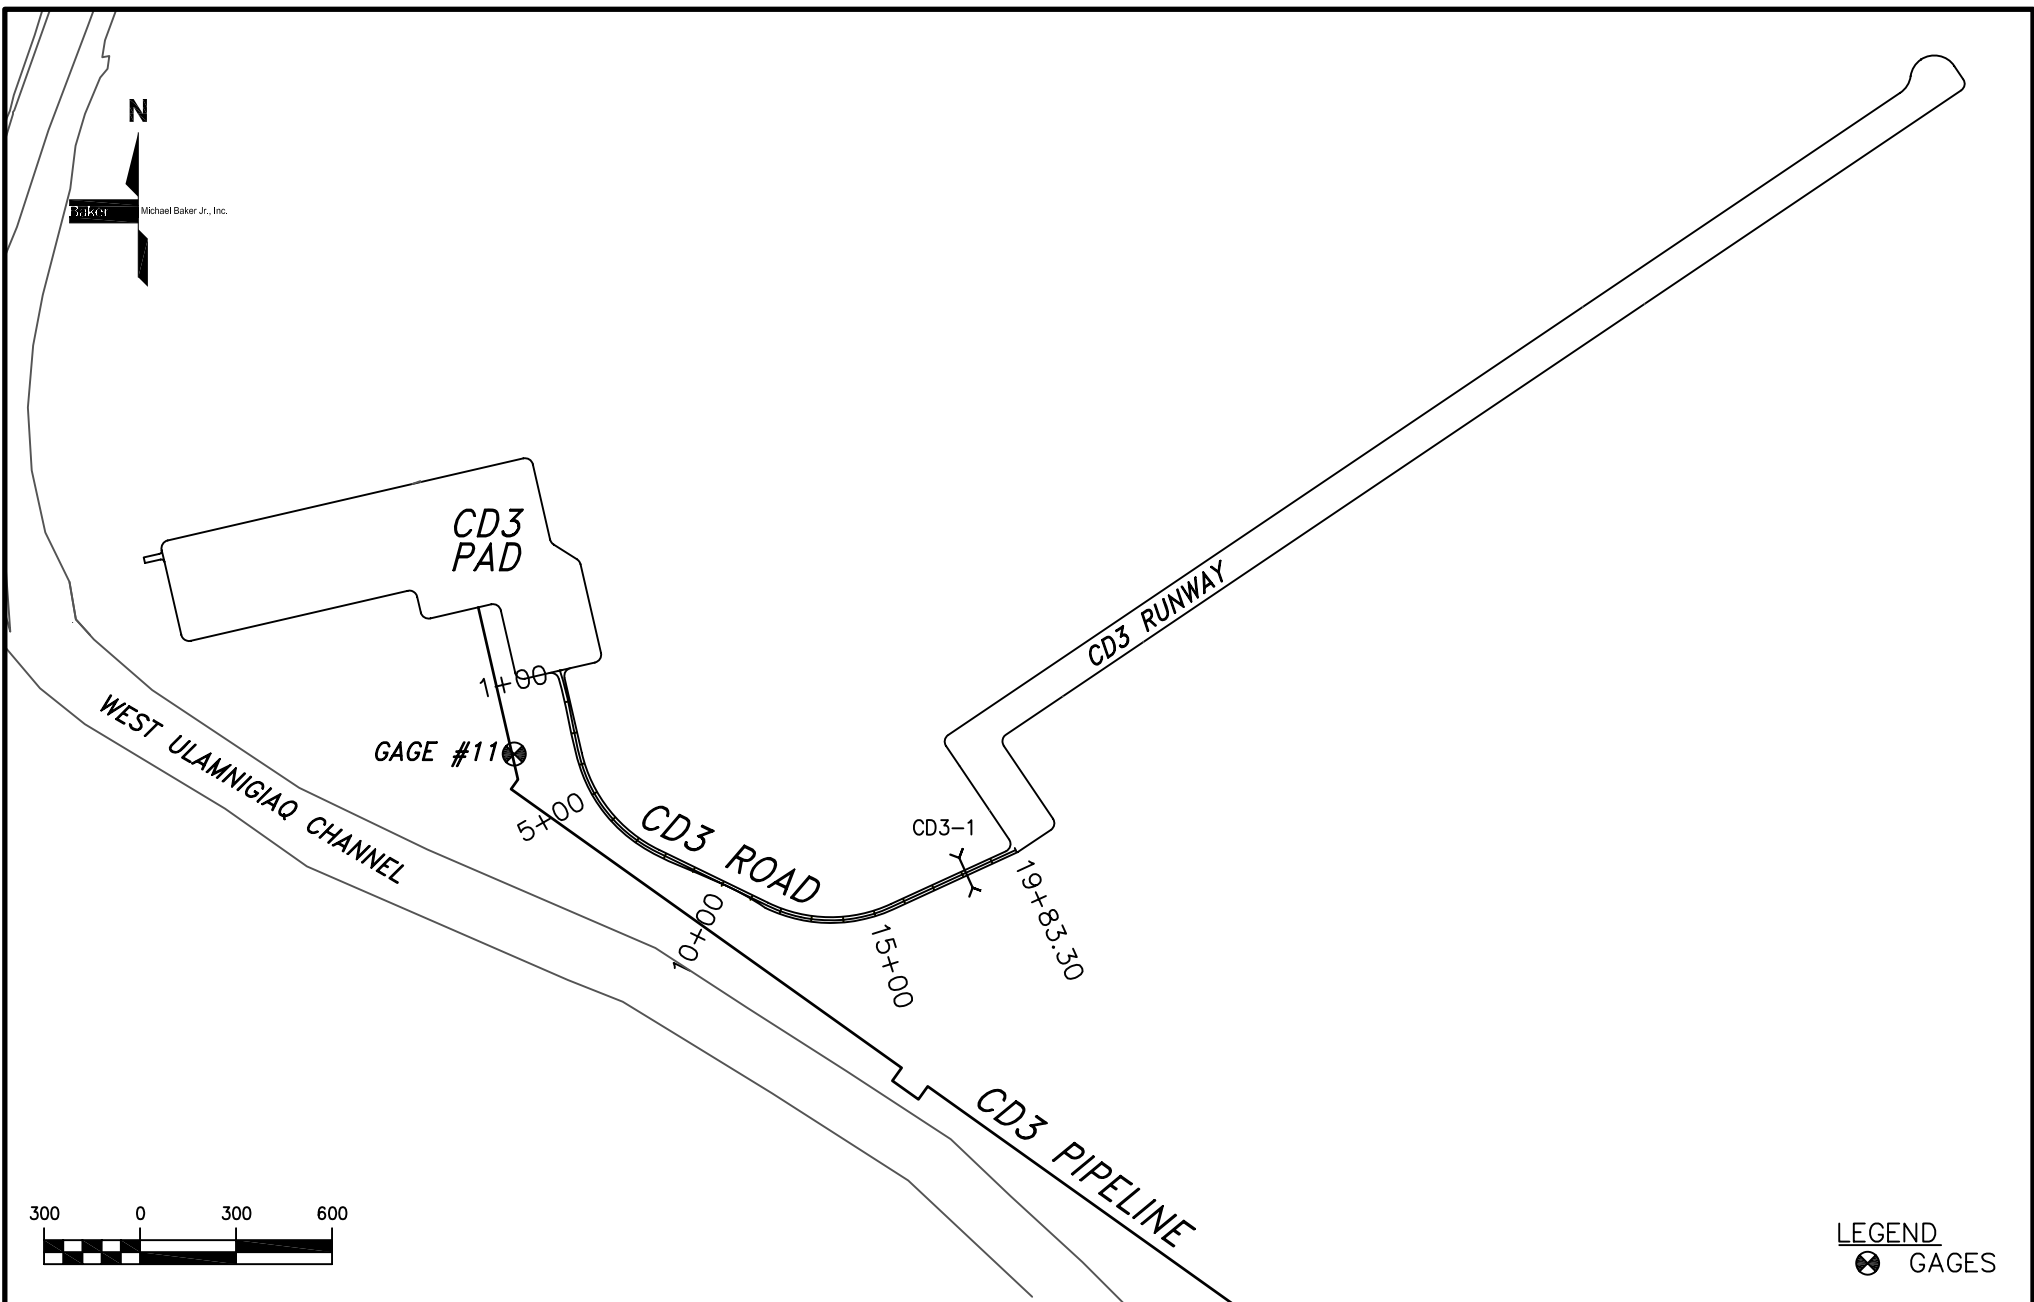 N
Baker
Michael Baker Jr., Inc.
CD3
PAD
CD3 RUNWAY
1+00
WEST ULAMNIGIAQ CHANNEL
GAGE #11
5+00
CD3 ROAD
CD3-1
10+00
15+00
19+83.30
CD3 PIPELINE
300 0 300 600
LEGEND
GAGES